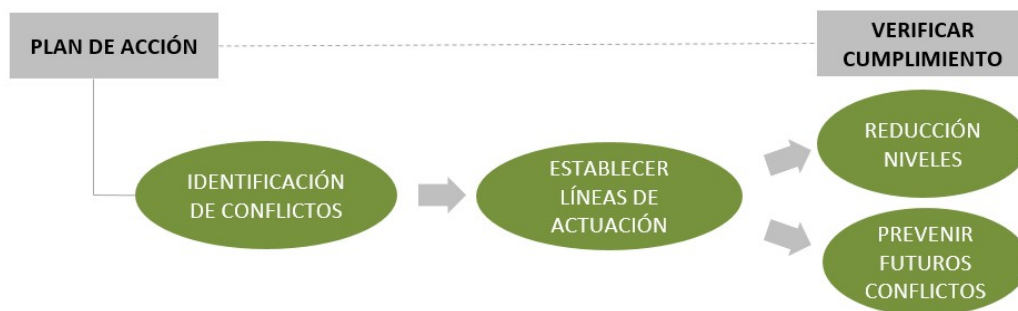 PLAN DE ACCIÓN
VERIFICAR
CUMPLIMIENTO
IDENTIFICACIÓN
DE CONFLICTOS
ESTABLECER
LÍNEAS DE
ACTUACIÓN
REDUCCIÓN
NIVELES
PREVENIR
FUTUROS
CONFLICTOS